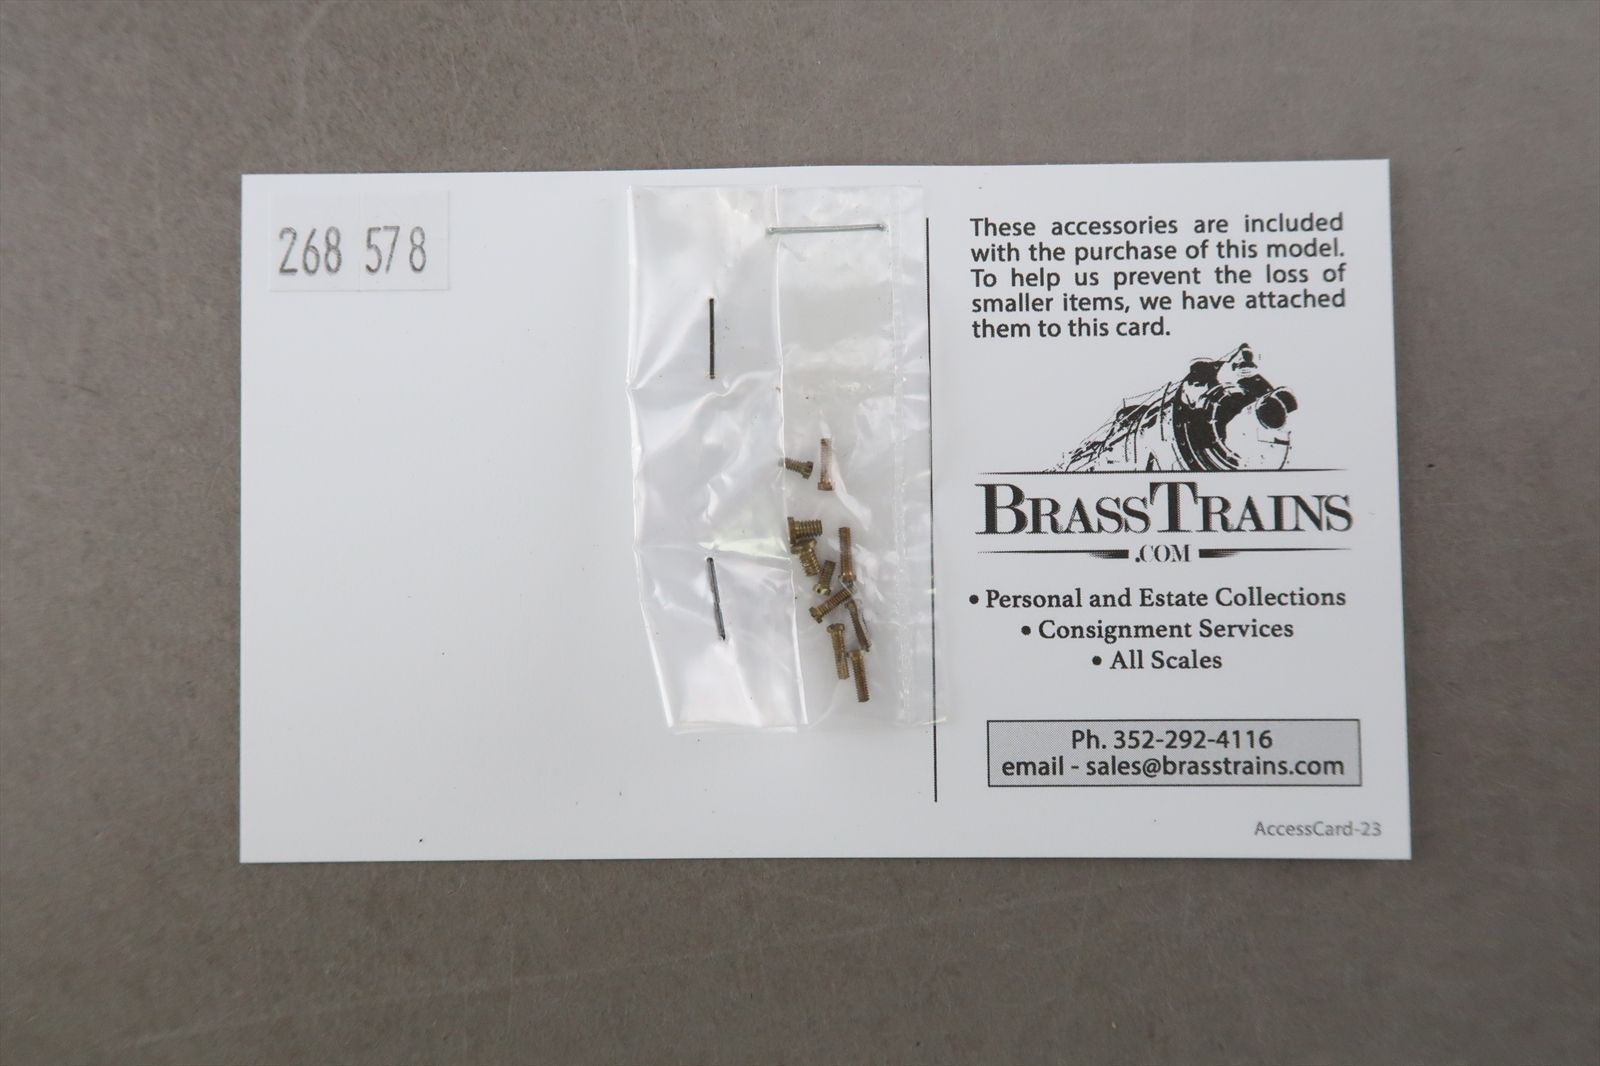 268 578
These accessories are included
with the purchase of this model.
To help us prevent the loss of
smaller items, we have attached
them to this card.
BRASSTRAINS
.COM
• Personal and Estate Collections
• Consignment Services
• All Scales
Ph. 352-292-4116
email - sales@brasstrains.com
AccessCard-23